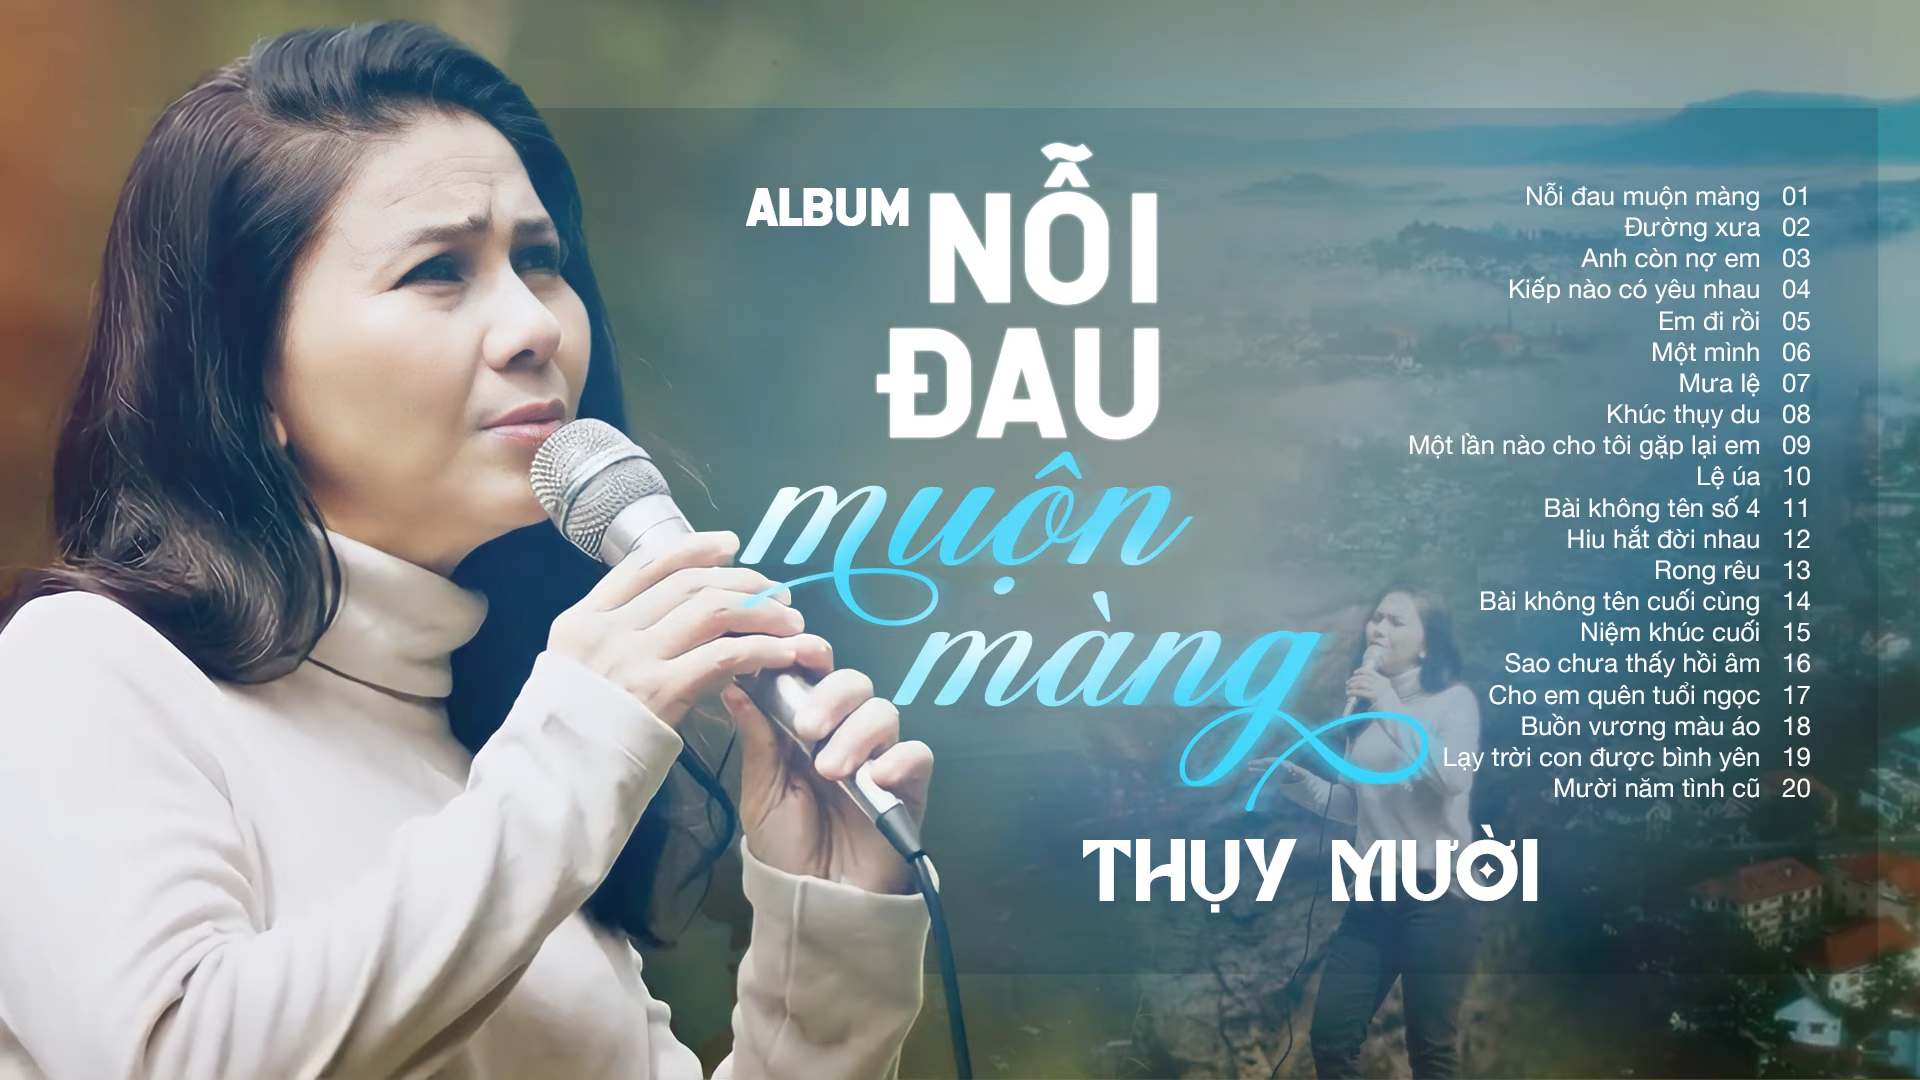 ALBUM
NỖI
ĐAU
muộn
màng
THỤY MƯỜI
Nỗi đau muộn màng 01
Đường xưa 02
Anh còn nợ em 03
Kiếp nào có yêu nhau 04
Em đi rồi 05
Một mình 06
Mưa lệ 07
Khúc thụy du 08
Một lần nào cho tôi gặp lại em 09
Lệ úa 10
Bài không tên số 4 11
Hiu hắt đời nhau 12
Rong rêu 13
Bài không tên cuối cùng 14
Niệm khúc cuối 15
Sao chưa thấy hồi âm 16
Cho em quên tuổi ngọc 17
Buồn vương màu áo 18
Lạy trời con được bình yên 19
Mười năm tình cũ 20